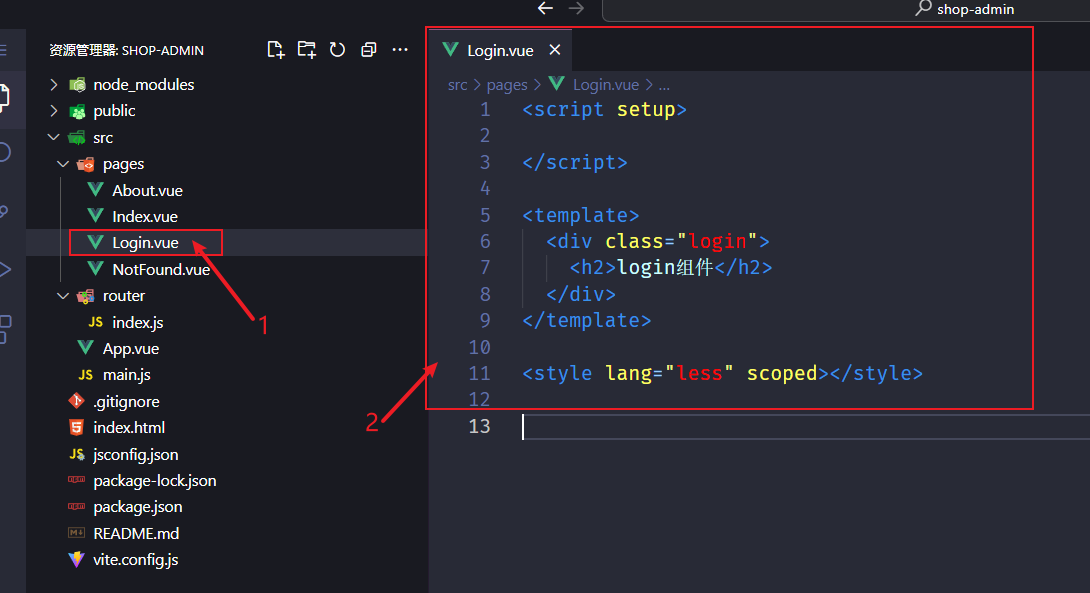 shop-admin
资源管理器: SHOP-ADMIN
node_modules
public
src
pages
About.vue
Index.vue
Login.vue
NotFound.vue
router
JS index.js
App.vue
JS main.js
.gitignore
index.html
JS jsconfig.json
package-lock.json
package.json
README.md
vite.config.js
1
2
Login.vue
src > pages > Login.vue > ...
1 <script setup>
2
3 </script>
4
5 <template>
6 <div class="login">
7 <h2>login组件</h2>
8 </div>
9 </template>
10
11 <style lang="less" scoped></style>
12
13